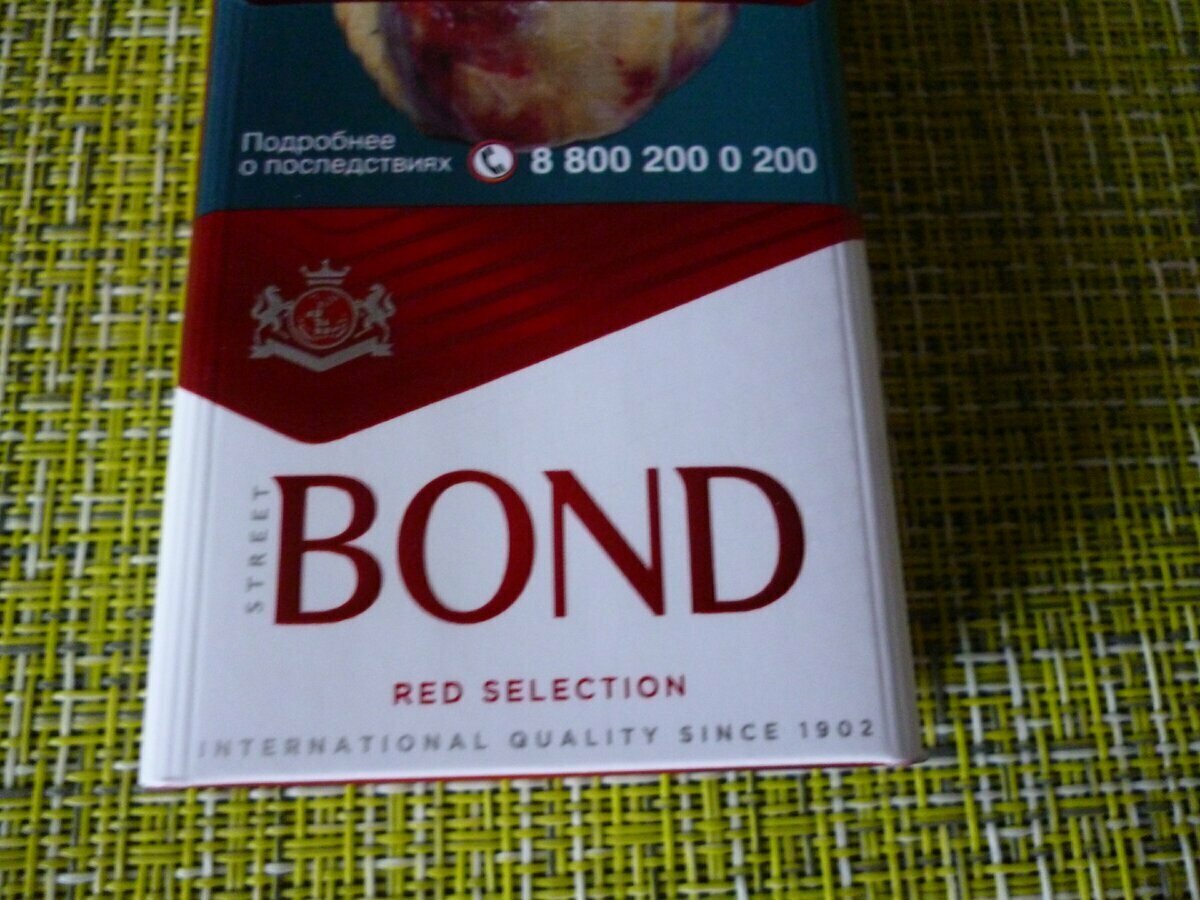 Подробнее
о последствиях 8 800 200 0 200
STREET
BOND
RED SELECTION
INTERNATIONAL QUALITY SINCE 1902